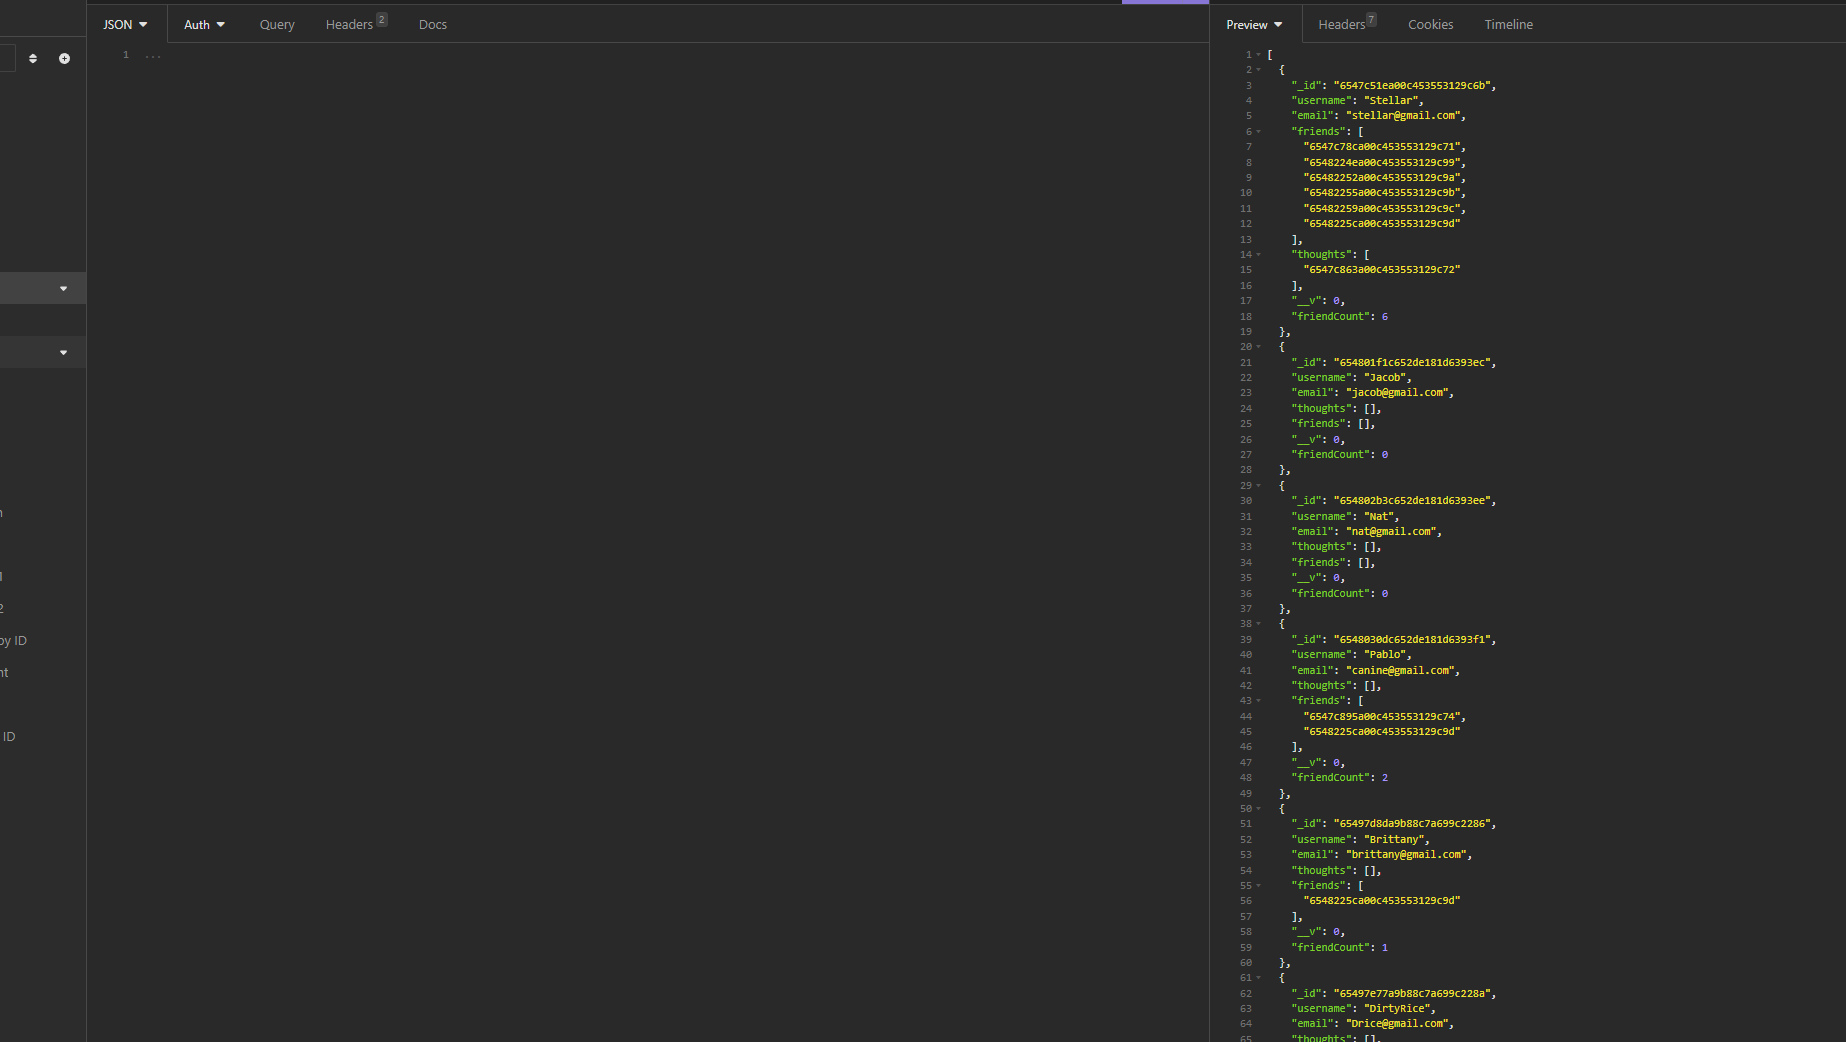 JSON
Auth
Query
Headers 2
Docs
1 ...
by ID
ID
Preview
Headers 7
Cookies
Timeline
1 [
2 {
3 "_id": "6547c51ea00c453553129c6b",
4 "username": "Stellar",
5 "email": "stellar@gmail.com",
6 "friends": [
7 "6547c78ca00c453553129c71",
8 "6548224ea00c453553129c99",
9 "65482252a00c453553129c9a",
10 "65482255a00c453553129c9b",
11 "65482259a00c453553129c9c",
12 "6548225ca00c453553129c9d"
13 ],
14 "thoughts": [
15 "6547c863a00c453553129c72"
16 ],
17 "__v": 0,
18 "friendCount": 6
19 },
20 {
21 "_id": "654801f1c652de181d6393ec",
22 "username": "Jacob",
23 "email": "jacob@gmail.com",
24 "thoughts": [],
25 "friends": [],
26 "__v": 0,
27 "friendCount": 0
28 },
29 {
30 "_id": "654802b3c652de181d6393ee",
31 "username": "Nat",
32 "email": "nat@gmail.com",
33 "thoughts": [],
34 "friends": [],
35 "__v": 0,
36 "friendCount": 0
37 },
38 {
39 "_id": "6548030dc652de181d6393f1",
40 "username": "Pablo",
41 "email": "canine@gmail.com",
42 "thoughts": [],
43 "friends": [
44 "6547c895a00c453553129c74",
45 "6548225ca00c453553129c9d"
46 ],
47 "__v": 0,
48 "friendCount": 2
49 },
50 {
51 "_id": "65497d8da9b88c7a699c2286",
52 "username": "Brittany",
53 "email": "brittany@gmail.com",
54 "thoughts": [],
55 "friends": [
56 "6548225ca00c453553129c9d"
57 ],
58 "__v": 0,
59 "friendCount": 1
60 },
61 {
62 "_id": "65497e77a9b88c7a699c228a",
63 "username": "DirtyRice",
64 "email": "Drice@gmail.com",
65 "thoughts": [],